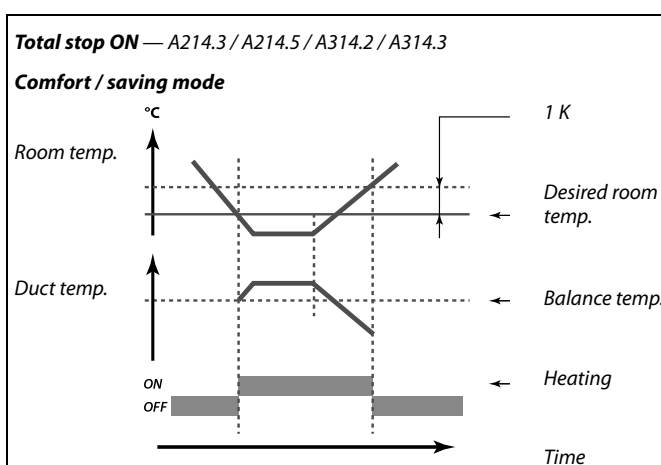 Total stop ON — A214.3 / A214.5 / A314.2 / A314.3
Comfort / saving mode
°C
1 K
Room temp.
Desired room
temp.
Duct temp.
Balance temp.
ON
Heating
OFF
Time